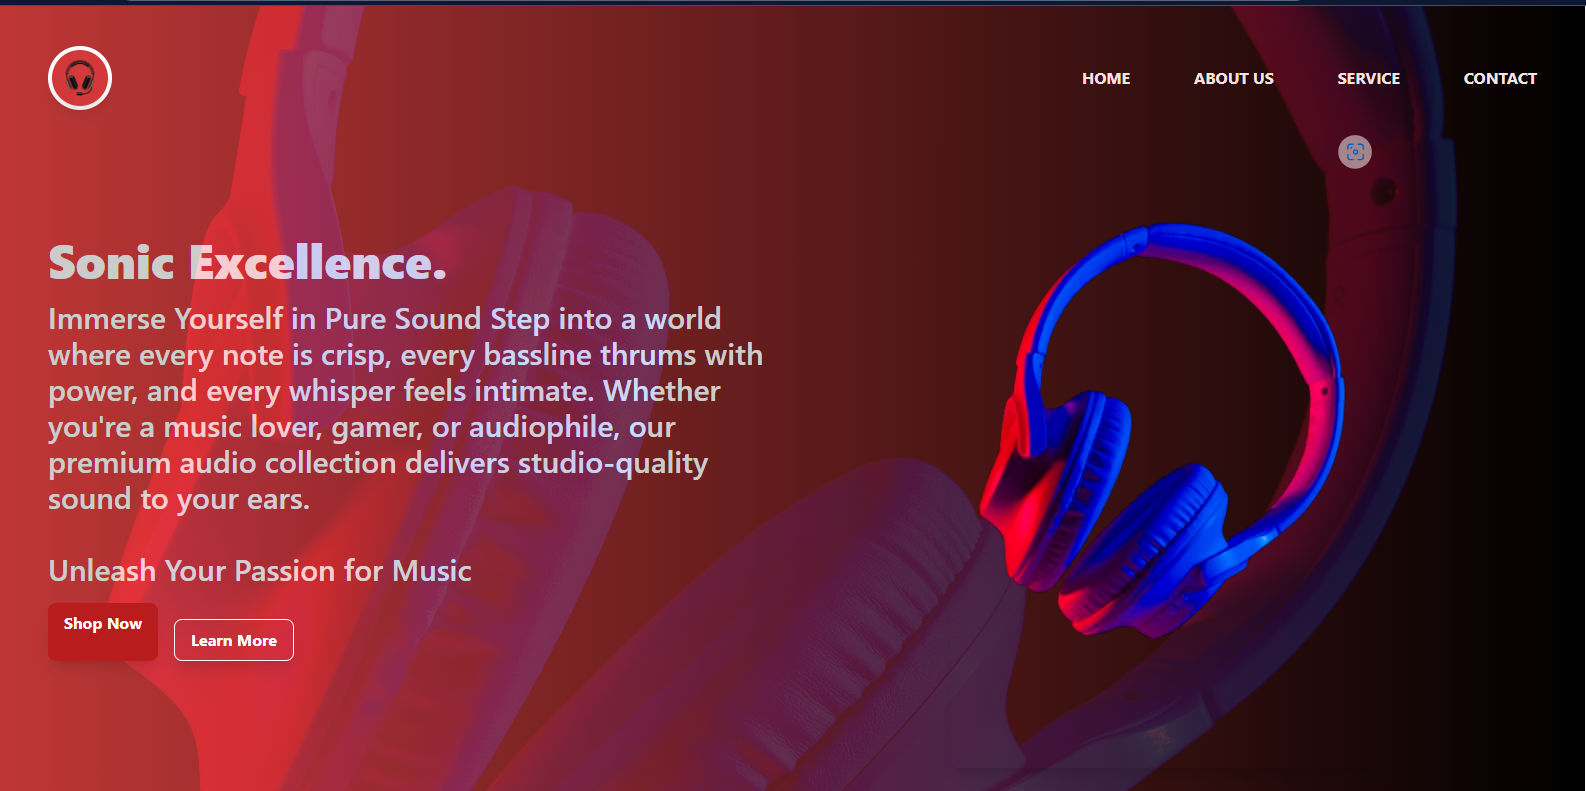 HOME ABOUT US SERVICE CONTACT
Sonic Excellence.
Immerse Yourself in Pure Sound Step into a world
where every note is crisp, every bassline thrums with
power, and every whisper feels intimate. Whether
you're a music lover, gamer, or audiophile, our
premium audio collection delivers studio-quality
sound to your ears.
Unleash Your Passion for Music
Shop Now
Learn More